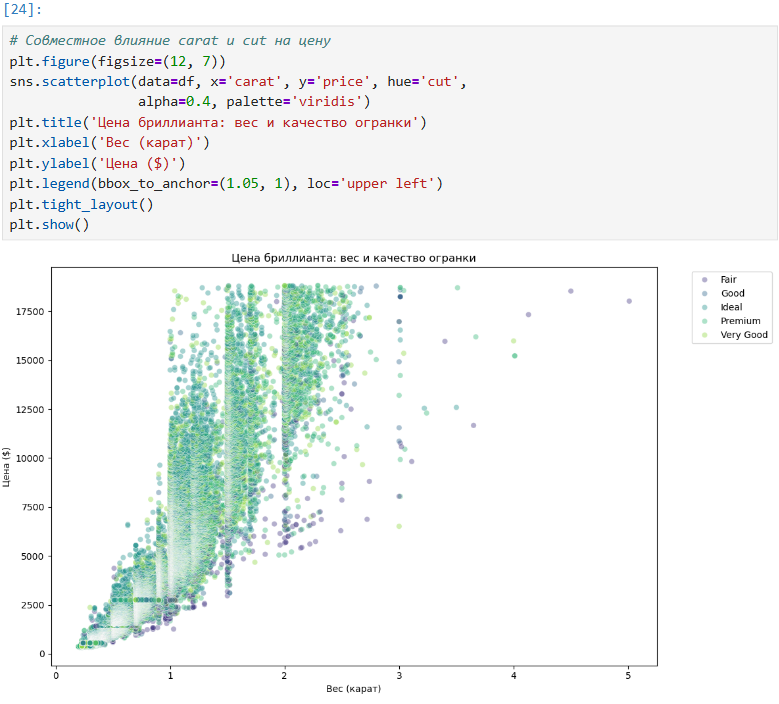 [24]:
# Совместное влияние carat и cut на цену
plt.figure(figsize=(12, 7))
sns.scatterplot(data=df, x='carat', y='price', hue='cut',
                alpha=0.4, palette='viridis')
plt.title('Цена бриллианта: вес и качество огранки')
plt.xlabel('Вес (карат)')
plt.ylabel('Цена ($)')
plt.legend(bbox_to_anchor=(1.05, 1), loc='upper left')
plt.tight_layout()
plt.show()
Цена бриллианта: вес и качество огранки
Fair
Good
Ideal
Premium
Very Good
Цена ($)
17500
15000
12500
10000
7500
5000
2500
0
0 1 2 3 4 5
Вес (карат)